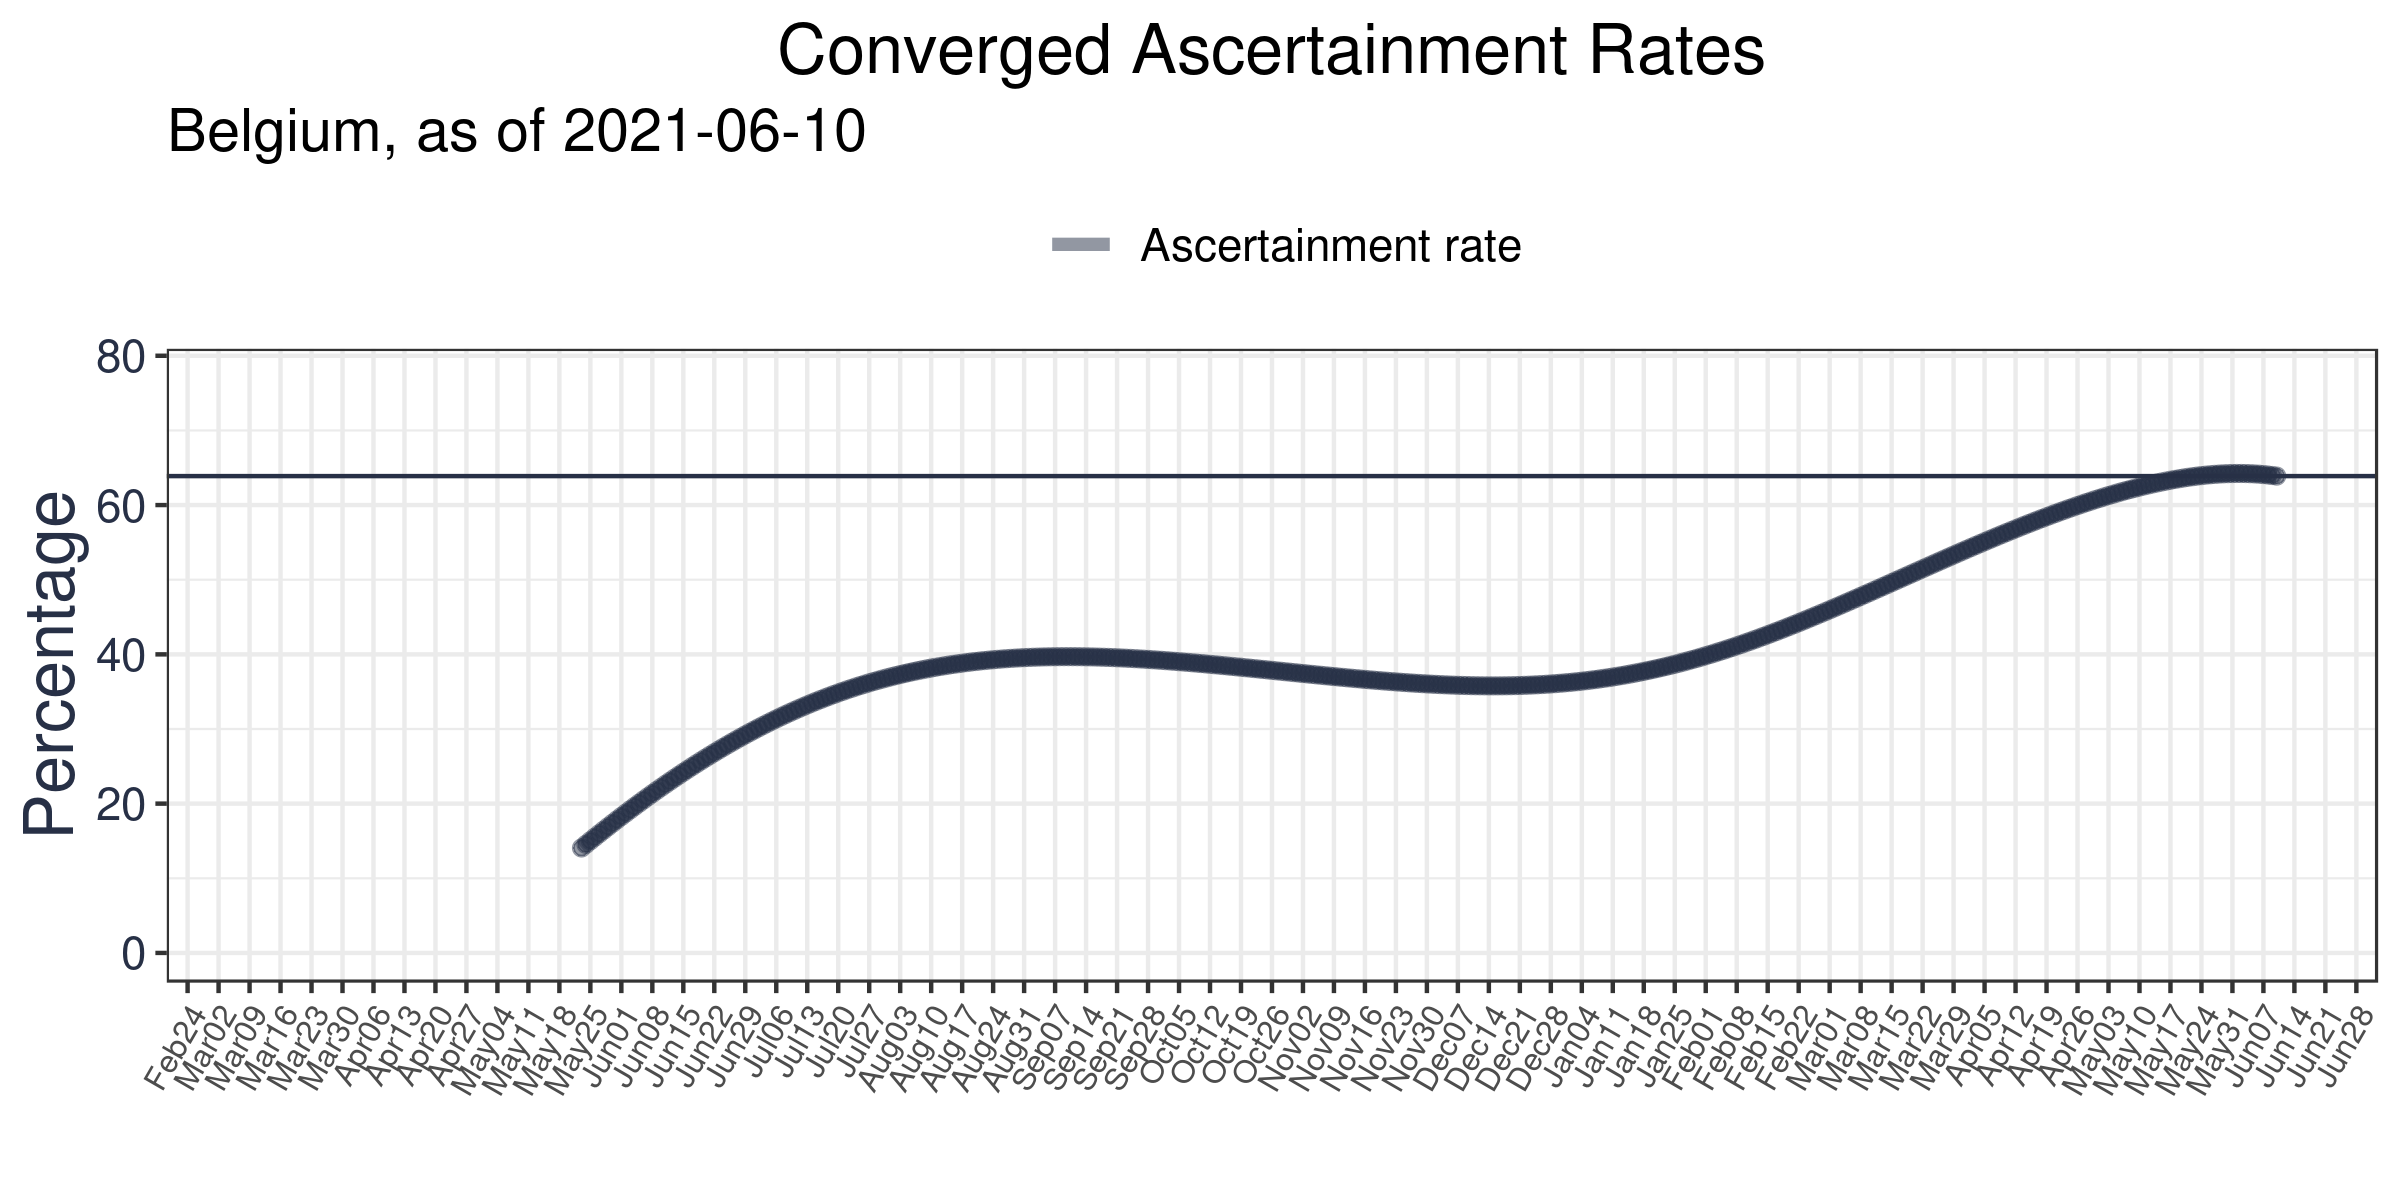 Converged Ascertainment Rates
Belgium, as of 2021-06-10
Ascertainment rate
Percentage
80
60
40
20
0
Feb24
Mar02
Mar09
Mar16
Mar23
Mar30
Apr06
Apr13
Apr20
Apr27
May04
May11
May18
May25
Jun01
Jun08
Jun15
Jun22
Jun29
Jul06
Jul13
Jul20
Jul27
Aug03
Aug10
Aug17
Aug24
Aug31
Sep07
Sep14
Sep21
Sep28
Oct05
Oct12
Oct19
Oct26
Nov02
Nov09
Nov16
Nov23
Nov30
Dec07
Dec14
Dec21
Dec28
Jan04
Jan11
Jan18
Jan25
Feb01
Feb08
Feb15
Feb22
Mar01
Mar08
Mar15
Mar22
Mar29
Apr05
Apr12
Apr19
Apr26
May03
May10
May17
May24
May31
Jun07
Jun14
Jun21
Jun28